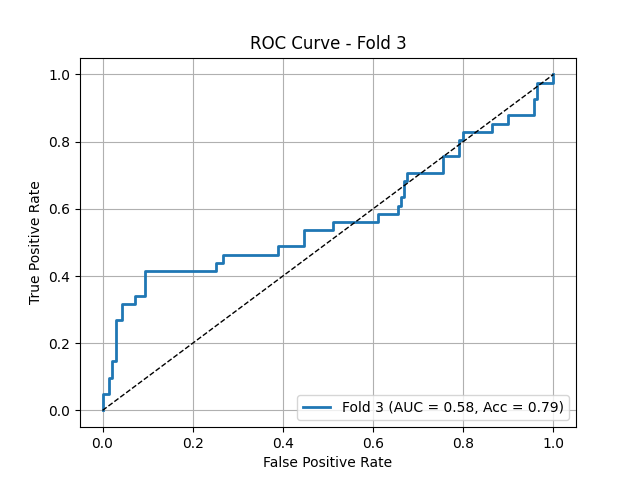 ROC Curve - Fold 3
True Positive Rate
1.0
0.8
0.6
0.4
0.2
0.0
Fold 3 (AUC = 0.58, Acc = 0.79)
0.0 0.2 0.4 0.6 0.8 1.0
False Positive Rate